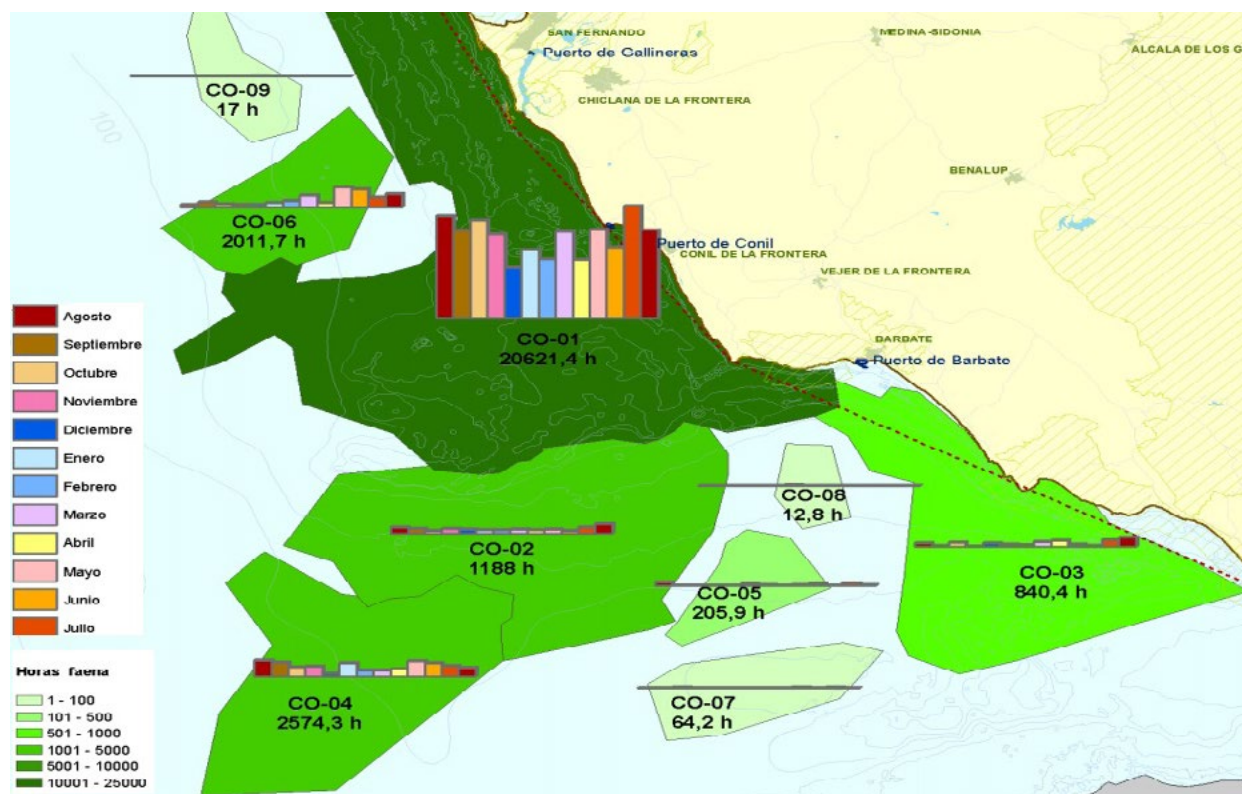 SAN FERNANDO
Puerto de Gallineras
MEDINA-SIDONIA
ALCALA DE LOS G
CO-09
17 h
CHICLANA DE LA FRONTERA
100
BENALUP
CO-06
2011,7 h
Puerto de Conil
CONIL DE LA FRONTERA
VEJER DE LA FRONTERA
CO-01
20621,4 h
BARBATE
Puerto de Barbate
Agosto
Septiembre
Octubre
Noviembre
Diciembre
Enero
Febrero
Marzo
Abril
Mayo
Junio
Julio
CO-08
12,8 h
CO-02
1188 h
CO-03
840,4 h
CO-05
205,9 h
CO-04
2574,3 h
CO-07
64,2 h
Horas faena
1 - 100
101 - 500
501 - 1000
1001 - 5000
5001 - 10000
10001 - 25000